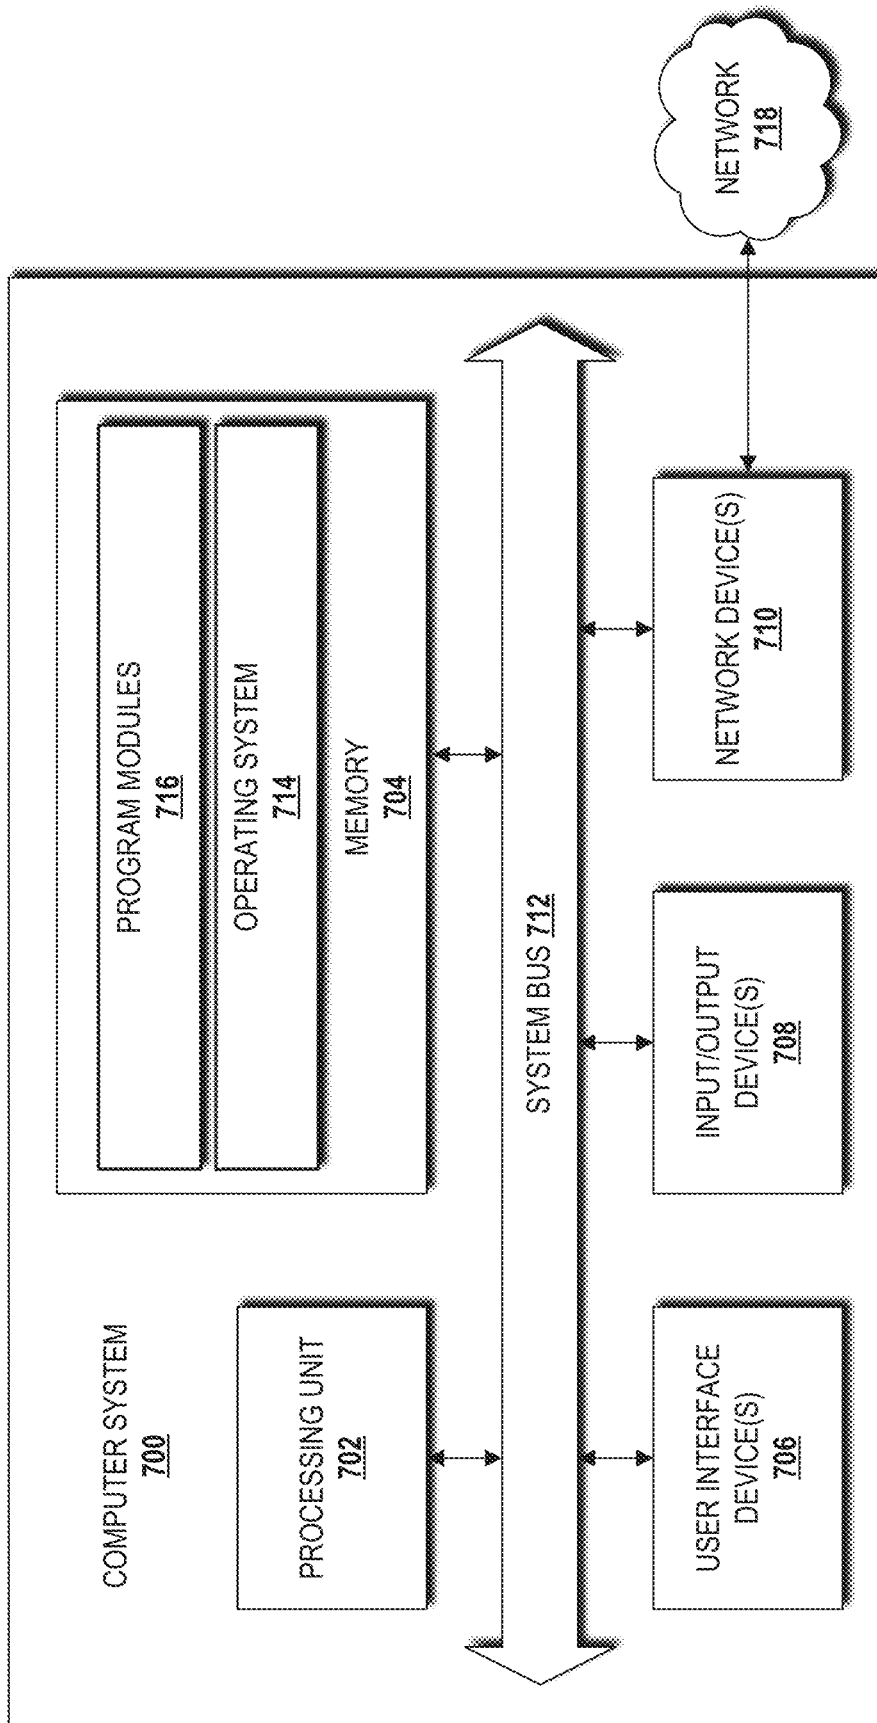 COMPUTER SYSTEM
700
PROCESSING UNIT
702
PROGRAM MODULES
716
OPERATING SYSTEM
714
MEMORY
704
SYSTEM BUS 712
USER INTERFACE
DEVICE(S)
706
INPUT/OUTPUT
DEVICE(S)
708
NETWORK DEVICE(S)
710
NETWORK
718